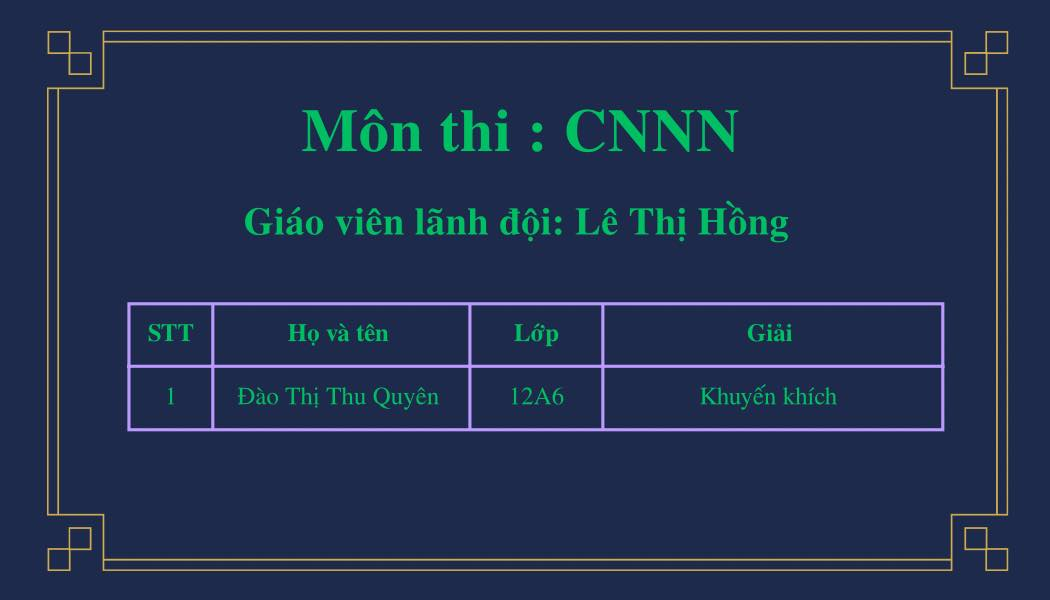 Môn thi : CNNN
Giáo viên lãnh đội: Lê Thị Hồng
STT Họ và tên Lớp Giải
1 Đào Thị Thu Quyên 12A6 Khuyến khích